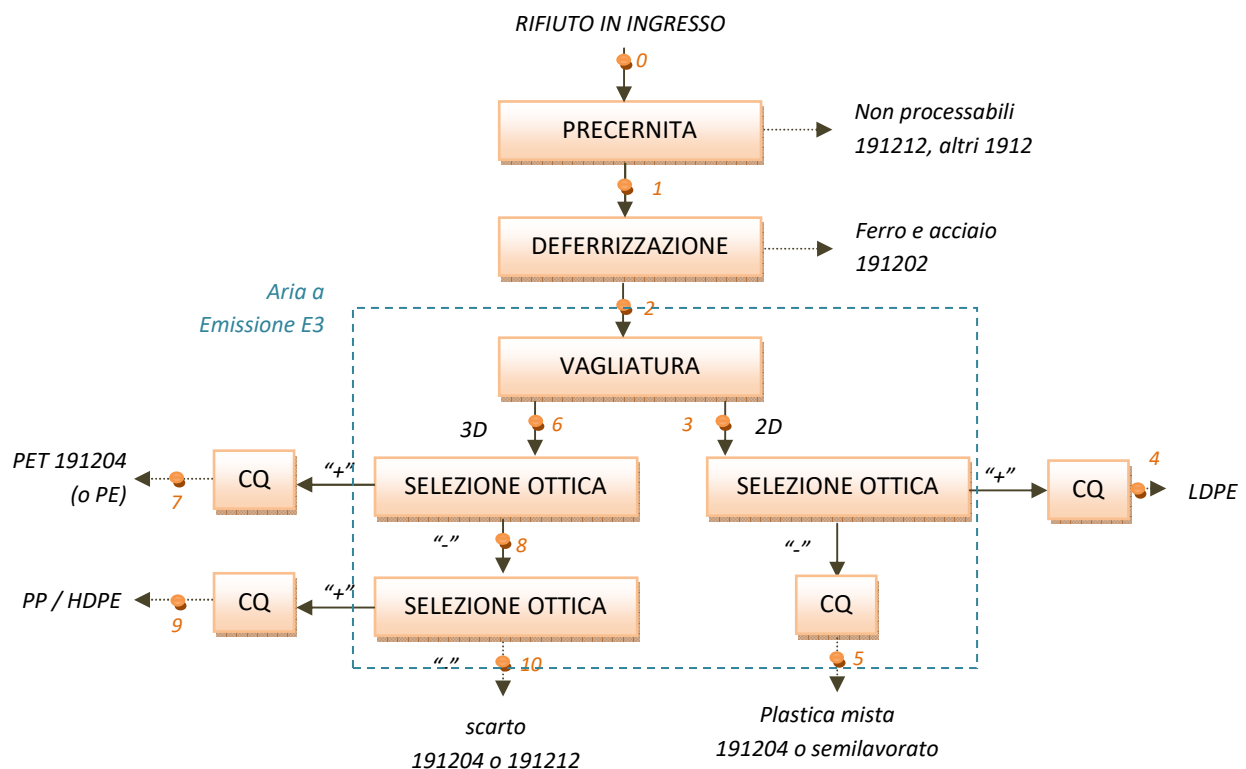 RIFIUTO IN INGRESSO
0
PRECERNITA
Non processabili
191212, altri 1912
1
DEFERRIZZAZIONE
Ferro e acciaio
191202
Aria a
Emissione E3
2
VAGLIATURA
3D
6
3
2D
PET 191204
(o PE)
7
CQ
“+”
SELEZIONE OTTICA
SELEZIONE OTTICA
“+”
CQ
4
LDPE
“-”
8
“-”
PP / HDPE
9
CQ
“+”
SELEZIONE OTTICA
CQ
“-”
10
5
scarto
191204 o 191212
Plastica mista
191204 o semilavorato